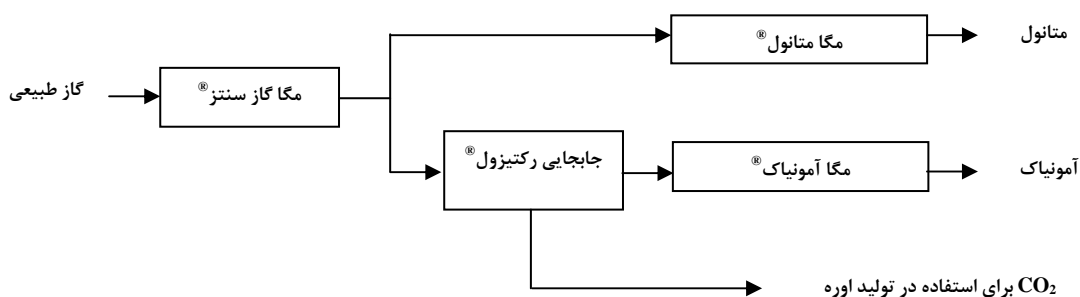 متانول
مگا متانول®
گاز طبیعی
مگا گاز سنتز®
جابجایی رکتیزول®
مگا آمونیاک®
آمونیاک
CO₂ برای استفاده در تولید اوره